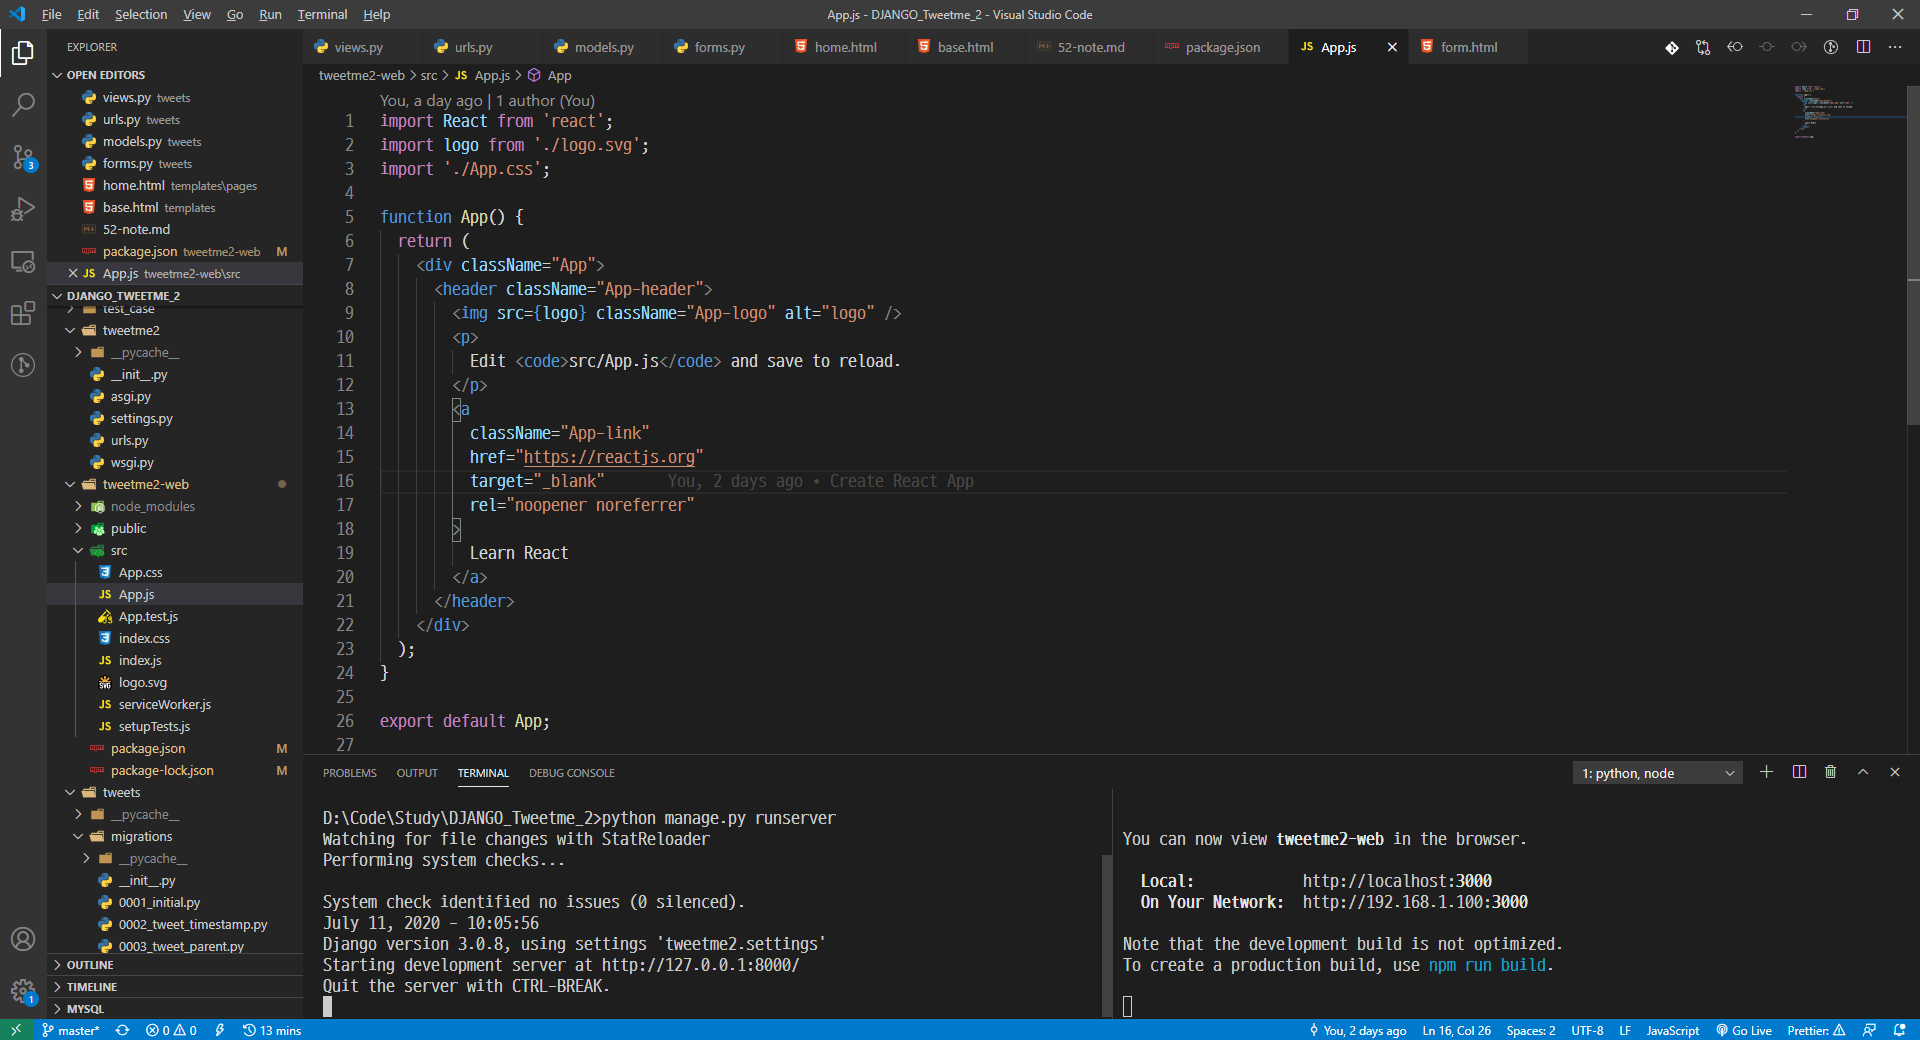 File Edit Selection View Go Run Terminal Help
App.js - DJANGO_Tweetme_2 - Visual Studio Code
EXPLORER
OPEN EDITORS
views.py tweets
urls.py tweets
models.py tweets
forms.py tweets
home.html templates\pages
base.html templates
52-note.md
package.json tweetme2-web M
JS App.js tweetme2-web\src
DJANGO_TWEETME_2
test_case
tweetme2
__pycache__
__init__.py
asgi.py
settings.py
urls.py
wsgi.py
tweetme2-web
node_modules
public
src
App.css
JS App.js
App.test.js
index.css
JS index.js
logo.svg
JS serviceWorker.js
JS setupTests.js
package.json M
package-lock.json M
tweets
__pycache__
migrations
__pycache__
__init__.py
0001_initial.py
0002_tweet_timestamp.py
0003_tweet_parent.py
OUTLINE
TIMELINE
MYSQL
3
1
views.py urls.py models.py forms.py home.html base.html 52-note.md package.json JS App.js form.html
tweetme2-web > src > JS App.js > App
You, a day ago | 1 author (You)
1 import React from 'react';
2 import logo from './logo.svg';
3 import './App.css';
4
5 function App() {
6 return (
7 <div className="App">
8 <header className="App-header">
9 <img src={logo} className="App-logo" alt="logo" />
10 <p>
11 Edit <code>src/App.js</code> and save to reload.
12 </p>
13 <a
14 className="App-link"
15 href="https://reactjs.org"
16 target="_blank" You, 2 days ago • Create React App
17 rel="noopener noreferrer"
18 >
19 Learn React
20 </a>
21 </header>
22 </div>
23 );
24 }
25
26 export default App;
27
PROBLEMS OUTPUT TERMINAL DEBUG CONSOLE
1: python, node
D:\Code\Study\DJANGO_Tweetme_2>python manage.py runserver
Watching for file changes with StatReloader
Performing system checks...
System check identified no issues (0 silenced).
July 11, 2020 - 10:05:56
Django version 3.0.8, using settings 'tweetme2.settings'
Starting development server at http://127.0.0.1:8000/
Quit the server with CTRL-BREAK.
You can now view tweetme2-web in the browser.
Local: http://localhost:3000
On Your Network: http://192.168.1.100:3000
Note that the development build is not optimized.
To create a production build, use npm run build.
master* 0 0 13 mins
You, 2 days ago Ln 16, Col 26 Spaces: 2 UTF-8 LF JavaScript Go Live Prettier: